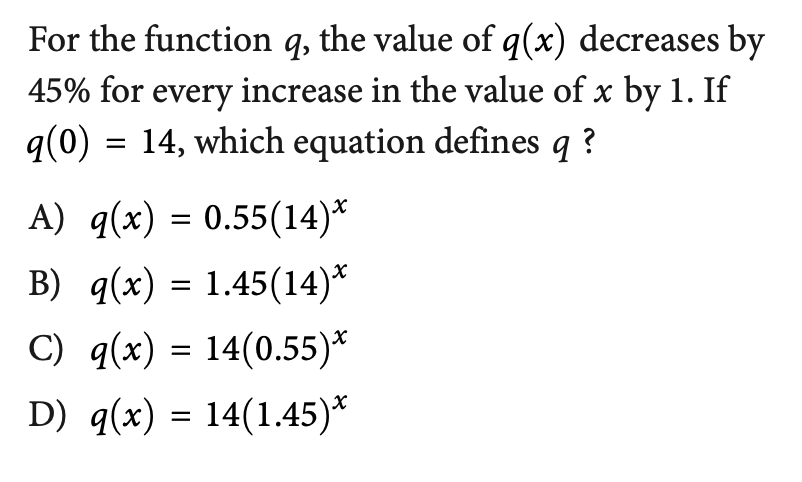 For the function q, the value of q(x) decreases by
45% for every increase in the value of x by 1. If
q(0) = 14, which equation defines q ?
A) q(x) = 0.55(14)ˣ
B) q(x) = 1.45(14)ˣ
C) q(x) = 14(0.55)ˣ
D) q(x) = 14(1.45)ˣ